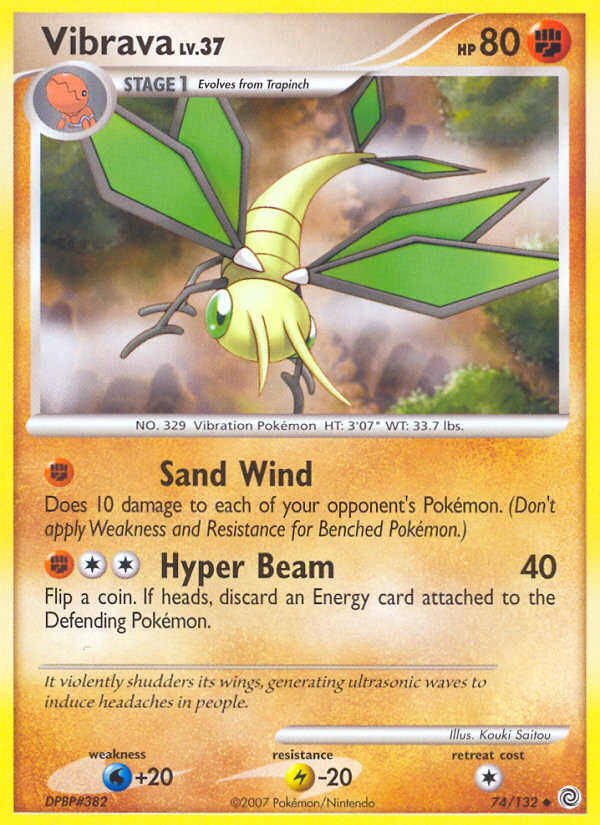 Vibrava LV.37
HP 80
STAGE 1 Evolves from Trapinch
NO. 329 Vibration Pokémon HT: 3'07" WT: 33.7 lbs.
Sand Wind
Does 10 damage to each of your opponent's Pokémon. (Don't
apply Weakness and Resistance for Benched Pokémon.)
Hyper Beam 40
Flip a coin. If heads, discard an Energy card attached to the
Defending Pokémon.
It violently shudders its wings, generating ultrasonic waves to
induce headaches in people.
Illus. Kouki Saitou
weakness resistance retreat cost
+20 -20
DPBP#382 ©2007 Pokémon/Nintendo 74/132